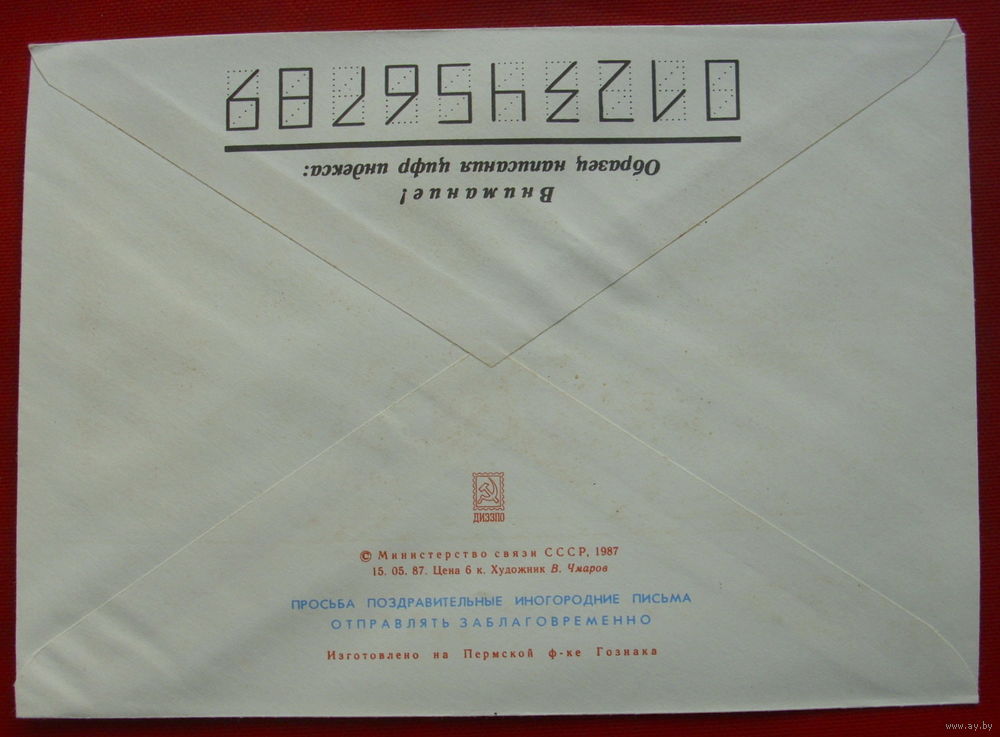 Внимание!
Образец написания цифр индекса:
0123456789
ДИЭЗПО
© Министерство связи СССР, 1987
15. 05. 87. Цена 6 к. Художник В. Чмаров
ПРОСЬБА ПОЗДРАВИТЕЛЬНЫЕ ИНОГОРОДНИЕ ПИСЬМА
ОТПРАВЛЯТЬ ЗАБЛАГОВРЕМЕННО
Изготовлено на Пермской ф-ке Гознака
www.ay.by